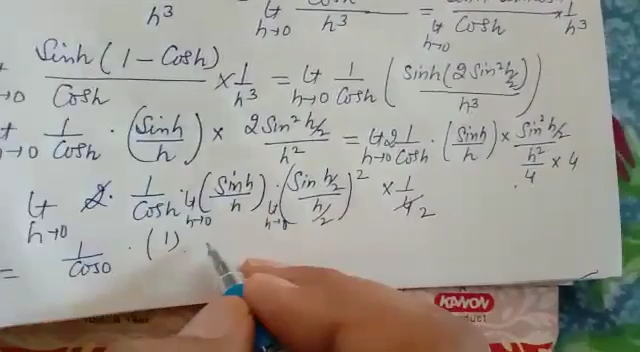 h³ Lt h→0 Cosh h³ = Lt h→0 Cosh × 1/h³
h→0 Sinh(1-Cosh)/Cosh × 1/h³ = Lt h→0 1/Cosh (Sinh(2Sin²h/2)/h³)
h→0 1/Cosh · (Sinh/h) × 2Sin²h/2/h² = Lt h→0 2 1/Cosh · (Sinh/h) × Sin²h/2/h²/4 × 4
Lt h→0 2 · 1/Cosh · Lt h→0 (Sinh/h) · Lt h→0 (Sin h/2/h/2)² × 1/4 2
= 1/Cos0 · (1) ·
KANON
duct